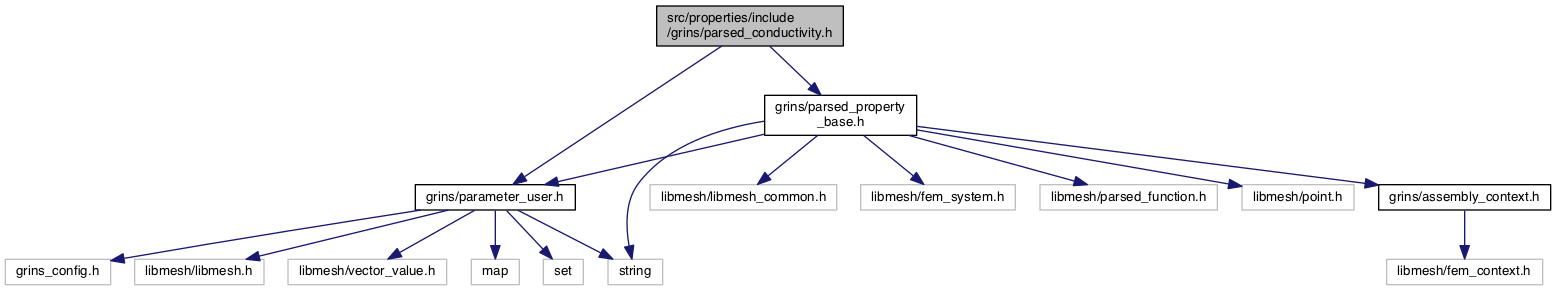 src/properties/include
/grins/parsed_conductivity.h
grins/parsed_property
_base.h
grins/parameter_user.h
libmesh/libmesh_common.h
libmesh/fem_system.h
libmesh/parsed_function.h
libmesh/point.h
grins/assembly_context.h
grins_config.h
libmesh/libmesh.h
libmesh/vector_value.h
map
set
string
libmesh/fem_context.h